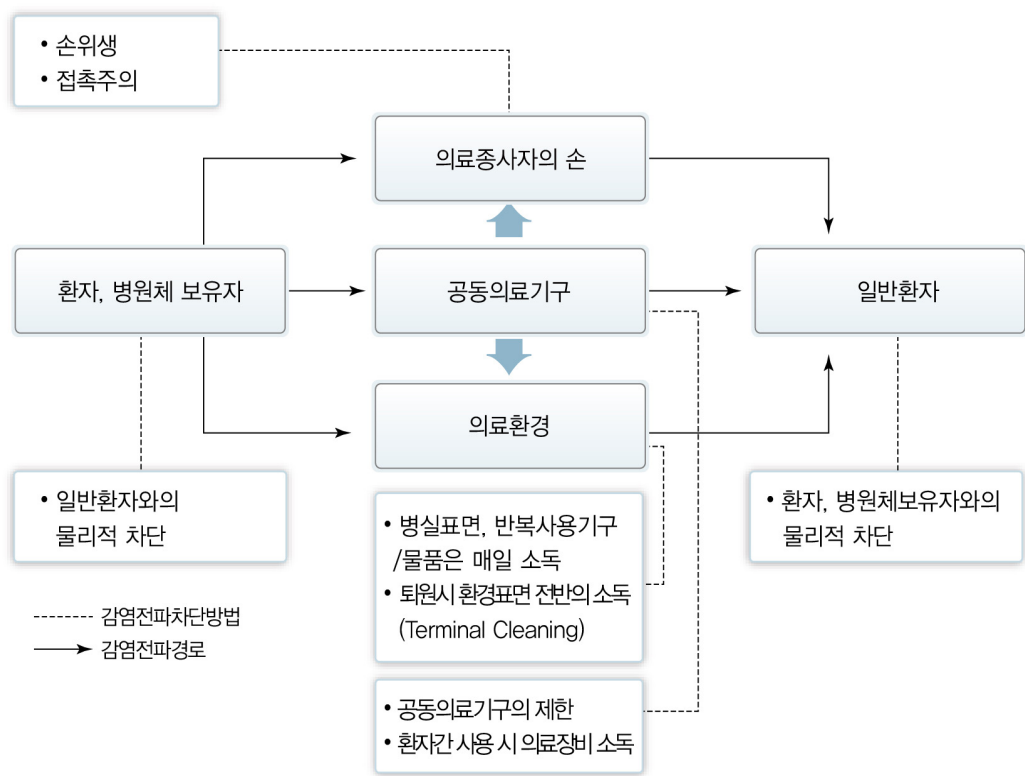 • 손위생
• 접촉주의
의료종사자의 손
환자, 병원체 보유자
공동의료기구
일반환자
의료환경
• 일반환자와의
물리적 차단
• 병실표면, 반복사용기구
/물품은 매일 소독
• 퇴원시 환경표면 전반의 소독
(Terminal Cleaning)
• 환자, 병원체보유자와의
물리적 차단
감염전파차단방법
감염전파경로
• 공동의료기구의 제한
• 환자간 사용 시 의료장비 소독